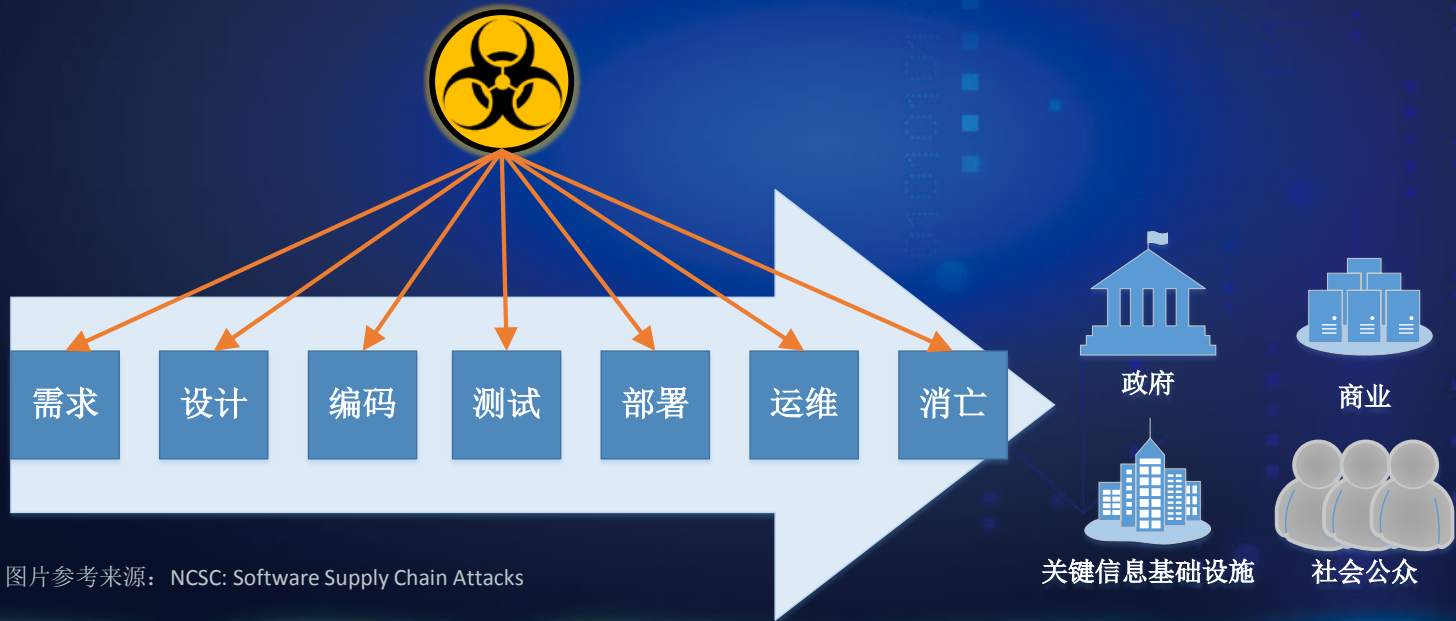 需求
设计
编码
测试
部署
运维
消亡
政府
商业
关键信息基础设施
社会公众
图片参考来源：NCSC: Software Supply Chain Attacks